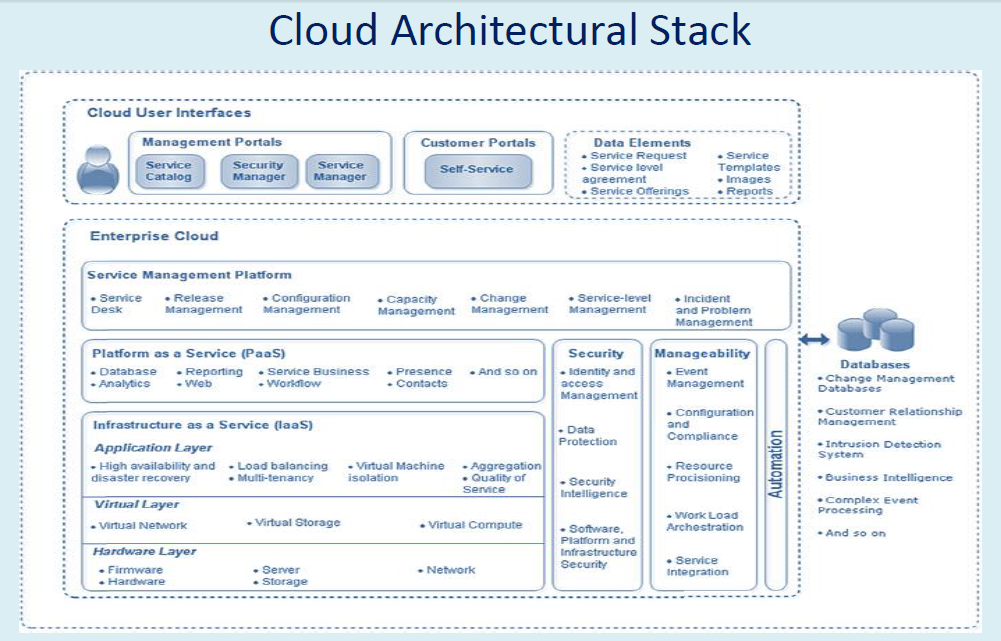 Cloud Architectural Stack
Cloud User Interfaces
Management Portals
Service
Catalog
Security
Manager
Service
Manager
Customer Portals
Self-Service
Data Elements
• Service Request
• Service level
agreement
• Service Offerings
• Service
Templates
• Images
• Reports
Enterprise Cloud
Service Management Platform
• Service
Desk
• Release
Management
• Configuration
Management
• Capacity
Management
• Change
Management
• Service-level
Management
• Incident
and Problem
Management
Platform as a Service (PaaS)
• Database
• Analytics
• Reporting
• Web
• Service Business
• Workflow
• Presence
• Contacts
• And so on
Infrastructure as a Service (IaaS)
Application Layer
• High availability and
disaster recovery
• Load balancing
• Multi-tenancy
• Virtual Machine
isolation
• Aggregation
• Quality of
Service
Virtual Layer
• Virtual Network
• Virtual Storage
• Virtual Compute
Hardware Layer
• Firmware
• Hardware
• Server
• Storage
• Network
Security
• Identity and
access
Management
• Data
Protection
• Security
Intelligence
• Software,
Platform and
Infrastructure
Security
Manageability
• Event
Management
• Configuration
and
Compliance
• Resource
Provisioning
• Work Load
Archestration
• Service
Integration
Automation
Databases
• Change Management
Databases
• Customer Relationship
Management
• Intrusion Detection
System
• Business Intelligence
• Complex Event
Processing
• And so on